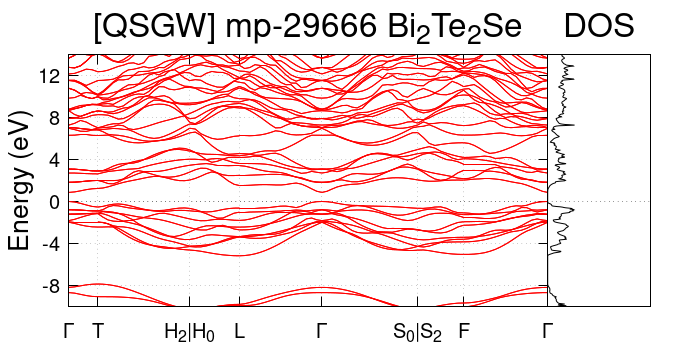 [QSGW] mp-29666 Bi₂Te₂Se DOS
Energy (eV)
12
8
4
0
-4
-8
Γ T H₂|H₀ L Γ S₀|S₂ F Γ